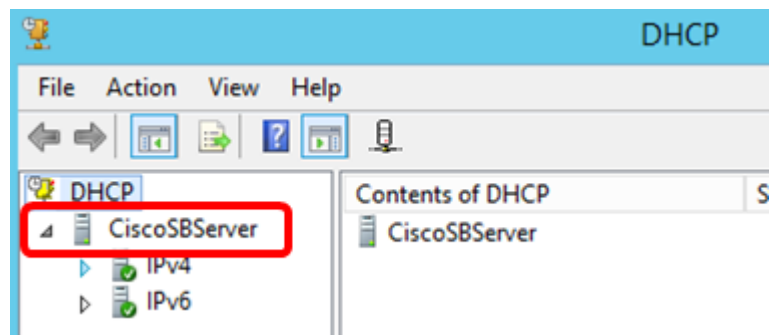 DHCP
File Action View Help
DHCP
Contents of DHCP
S
CiscoSBServer
CiscoSBServer
IPv4
IPv6